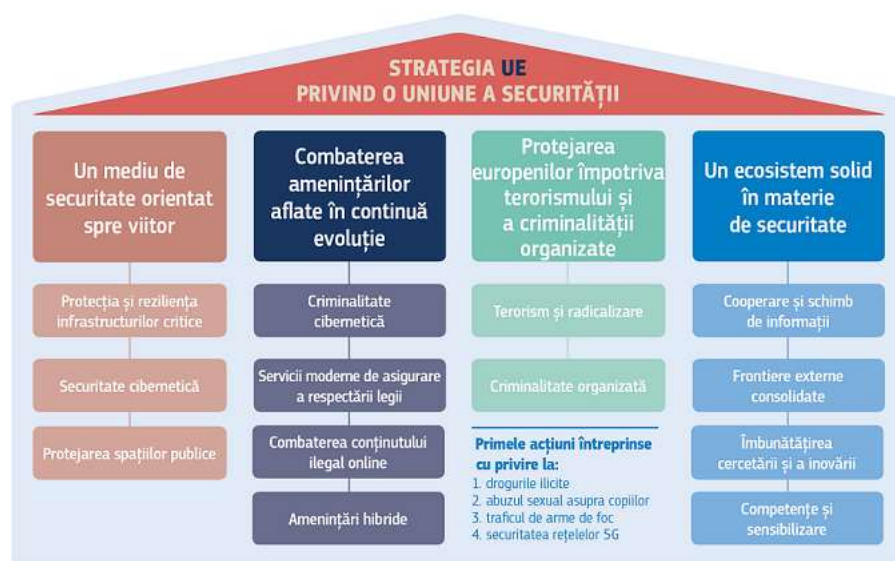 STRATEGIA UE
PRIVIND O UNIUNE A SECURITĂȚII
Un mediu de
securitate orientat
spre viitor
Protecția și reziliența
infrastructurilor critice
Securitate cibernetică
Protejarea spațiilor publice
Combaterea
amenințărilor
aflate în continuă
evoluție
Criminalitate
cibernetică
Servicii moderne de asigurare
a respectării legii
Combaterea conținutului
ilegal online
Amenințări hibride
Protejarea
europenilor împotriva
terorismului și
a criminalității
organizate
Terorism și radicalizare
Criminalitate organizată
Primele acțiuni întreprinse
cu privire la:
1. drogurile ilicite
2. abuzul sexual asupra copiilor
3. traficul de arme de foc
4. securitatea rețelelor 5G
Un ecosistem solid
în materie
de securitate
Cooperare și schimb
de informații
Frontiere externe
consolidate
Îmbunătățirea
cercetării și a inovării
Competențe și
sensibilizare